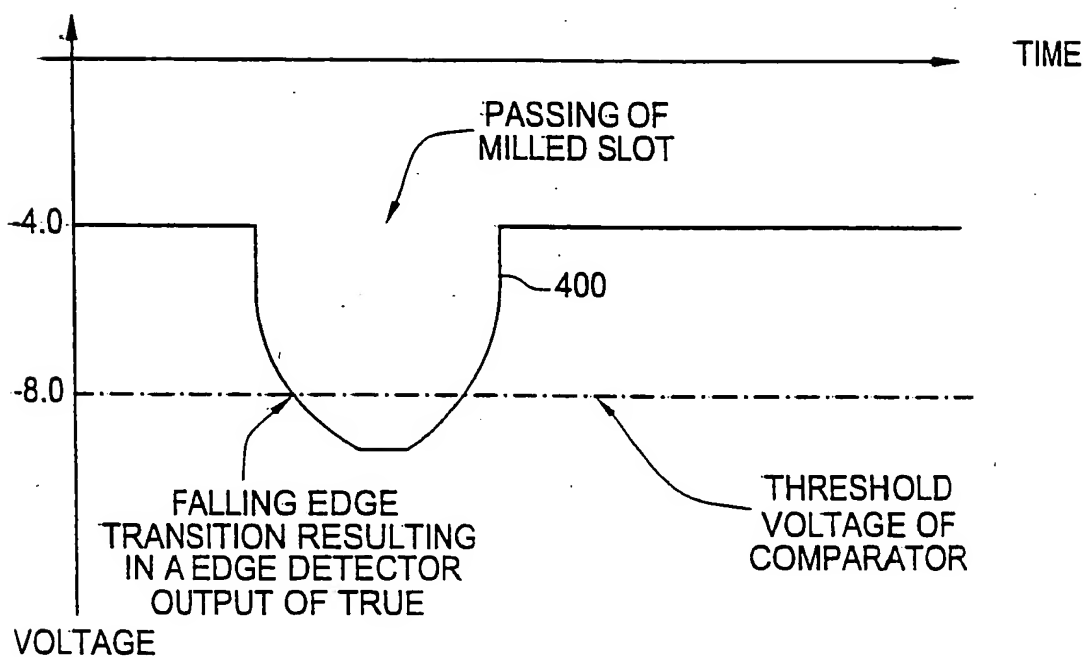 TIME
PASSING OF
MILLED SLOT
-4.0
400
-8.0
FALLING EDGE
TRANSITION RESULTING
IN A EDGE DETECTOR
OUTPUT OF TRUE
THRESHOLD
VOLTAGE OF
COMPARATOR
VOLTAGE